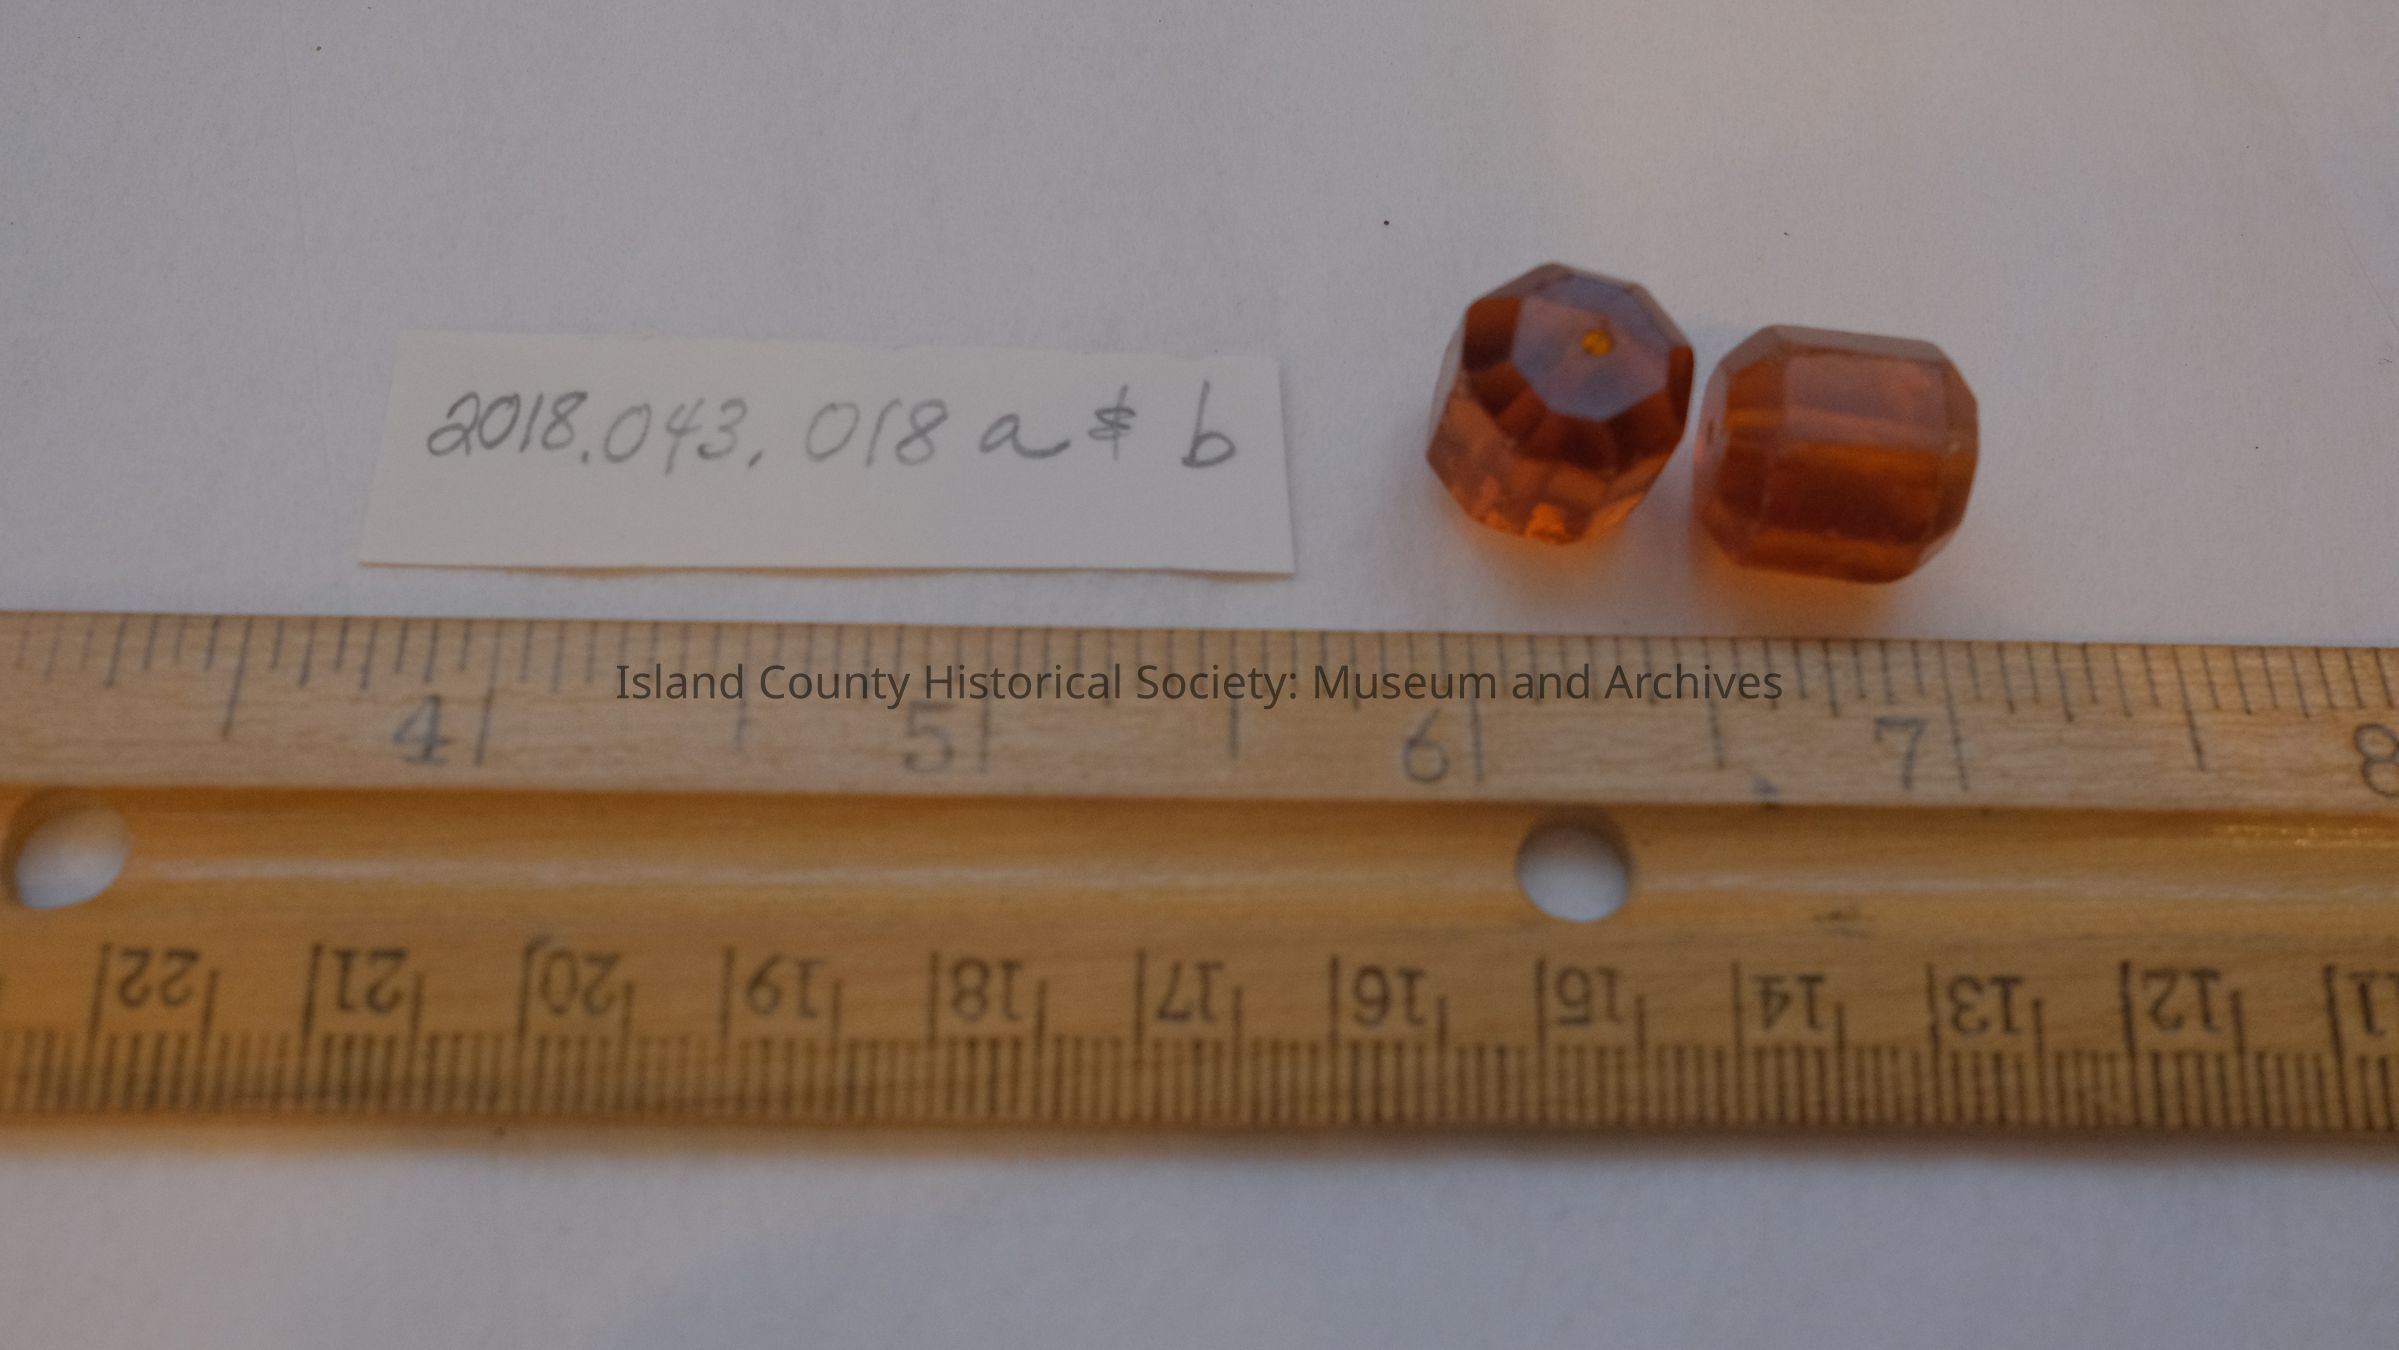 2018.043.018 a & b
Island County Historical Society: Museum and Archives
4 5 6 7 8
22 21 20 19 18 17 16 15 14 13 12 11